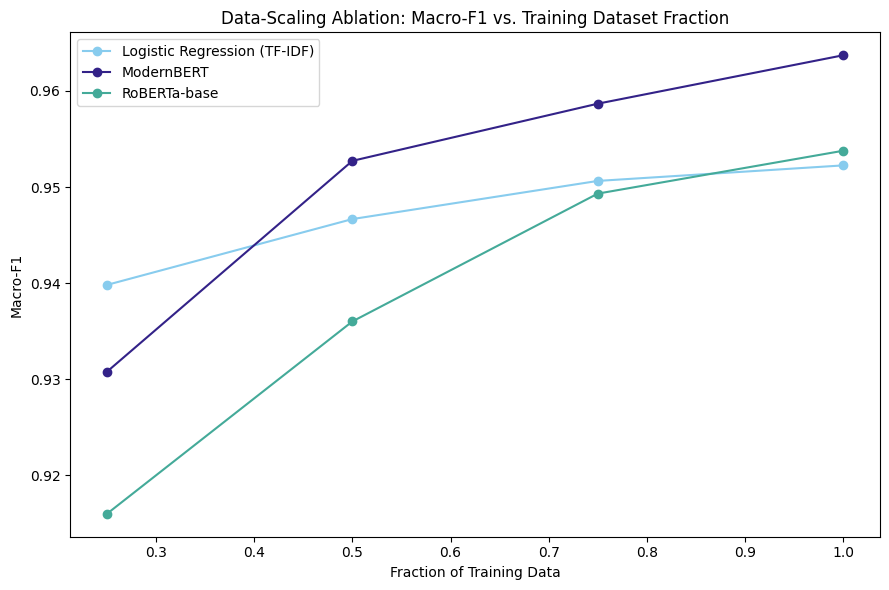 Data-Scaling Ablation: Macro-F1 vs. Training Dataset Fraction
Logistic Regression (TF-IDF)
ModernBERT
RoBERTa-base
Macro-F1
0.96
0.95
0.94
0.93
0.92
0.3 0.4 0.5 0.6 0.7 0.8 0.9 1.0
Fraction of Training Data